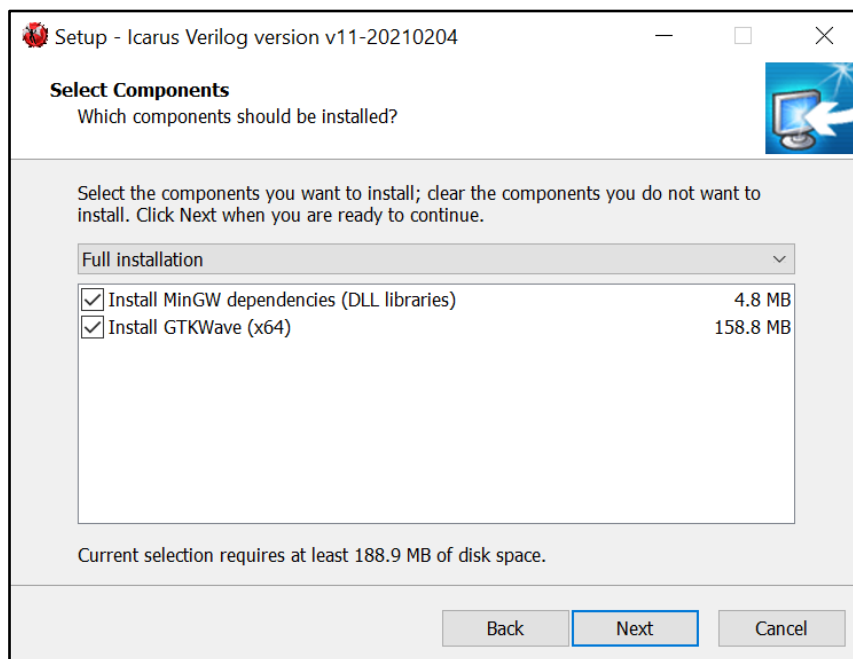 Setup - Icarus Verilog version v11-20210204
Select Components
Which components should be installed?
Select the components you want to install; clear the components you do not want to
install. Click Next when you are ready to continue.
Full installation
Install MinGW dependencies (DLL libraries) 4.8 MB
Install GTKWave (x64) 158.8 MB
Current selection requires at least 188.9 MB of disk space.
Back Next Cancel